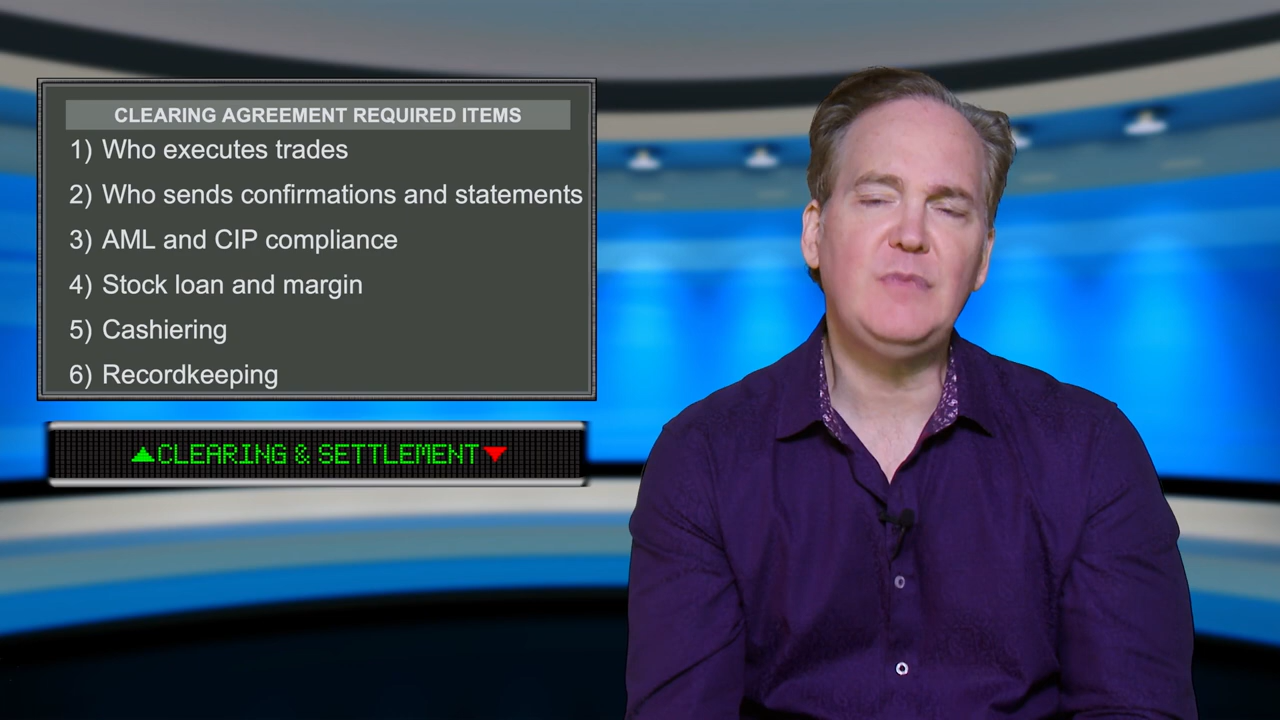 CLEARING AGREEMENT REQUIRED ITEMS
1) Who executes trades
2) Who sends confirmations and statements
3) AML and CIP compliance
4) Stock loan and margin
5) Cashiering
6) Recordkeeping
▲CLEARING & SETTLEMENT▼